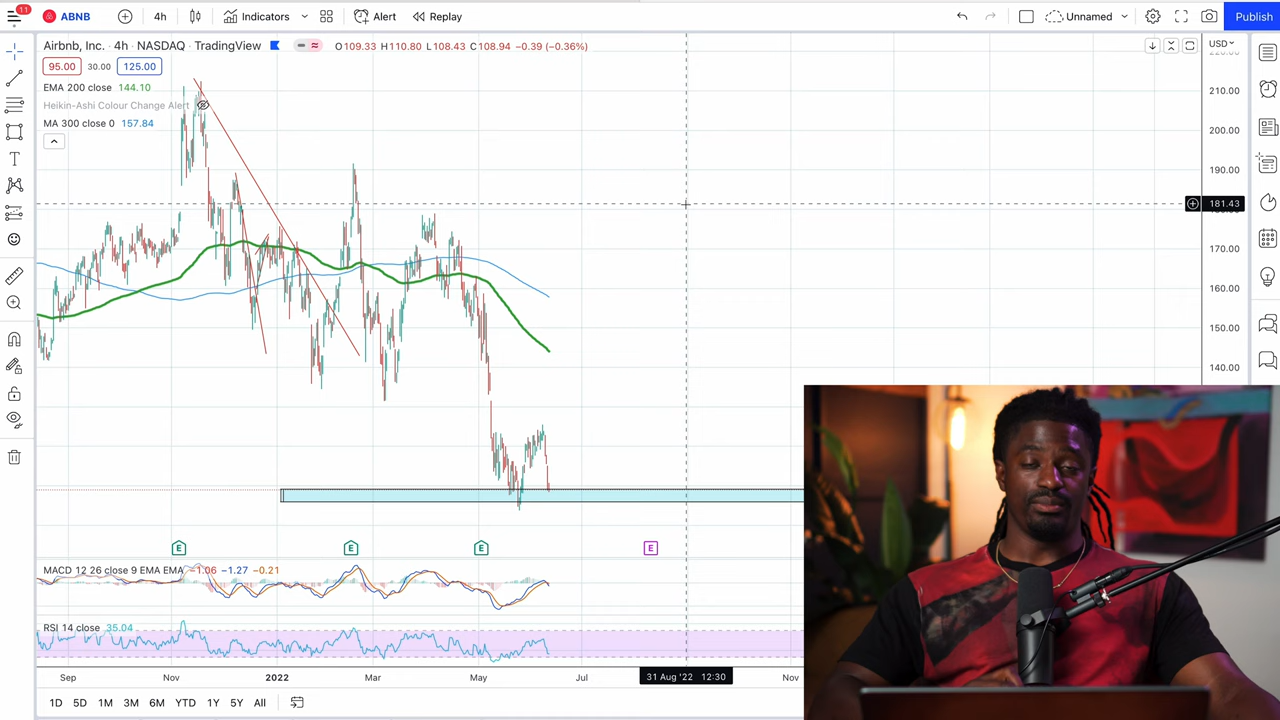 11
ABNB
4h
Indicators
Alert
Replay
Unnamed
Publish
Airbnb, Inc. 4h NASDAQ TradingView
O109.33 H110.80 L108.43 C108.94 −0.39 (−0.36%)
USD
95.00 30.00 125.00
EMA 200 close 144.10
Heikin-Ashi Colour Change Alert
MA 300 close 0 157.84
220.00
210.00
200.00
190.00
181.43
170.00
160.00
150.00
140.00
E E E E
MACD 12 26 close 9 EMA EMA −1.06 −1.27 −0.21
RSI 14 close 35.04
Sep Nov 2022 Mar May Jul 31 Aug '22 12:30 Nov
1D 5D 1M 3M 6M YTD 1Y 5Y All